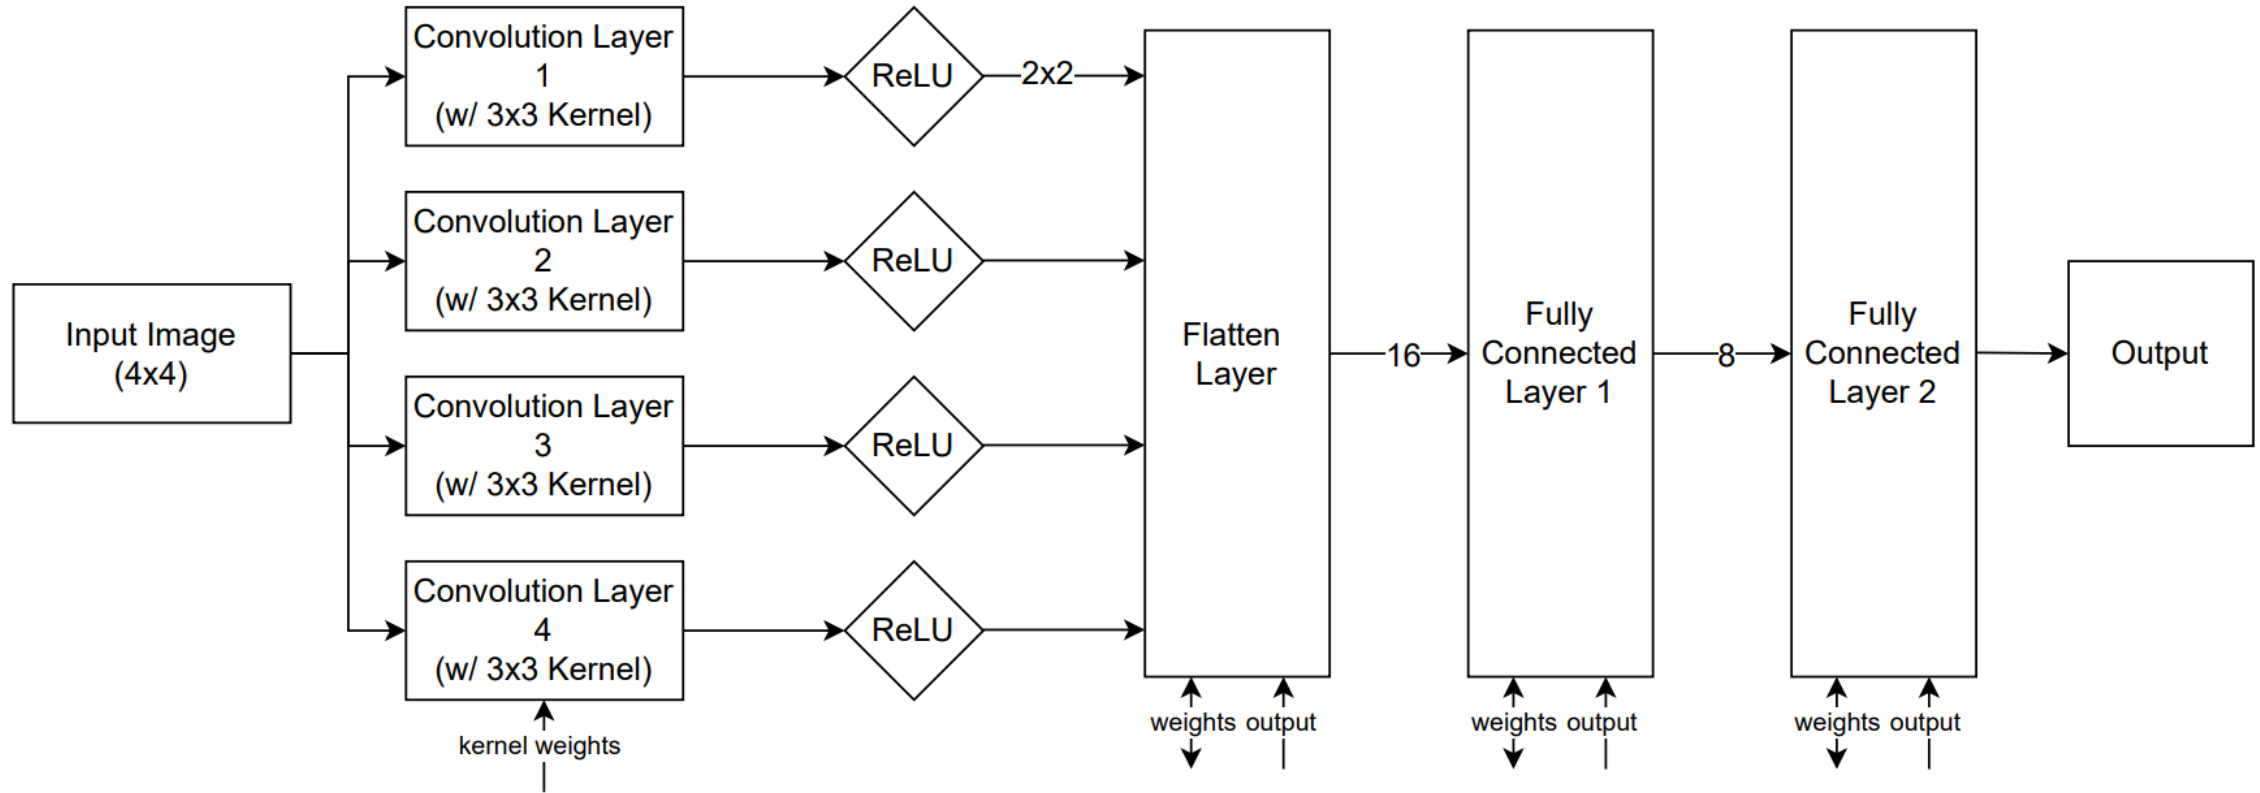 Input Image
(4x4)
Convolution Layer
1
(w/ 3x3 Kernel)
ReLU
2x2
Convolution Layer
2
(w/ 3x3 Kernel)
ReLU
Convolution Layer
3
(w/ 3x3 Kernel)
ReLU
Convolution Layer
4
(w/ 3x3 Kernel)
ReLU
kernel weights
Flatten
Layer
weights output
16
Fully
Connected
Layer 1
weights output
8
Fully
Connected
Layer 2
weights output
Output